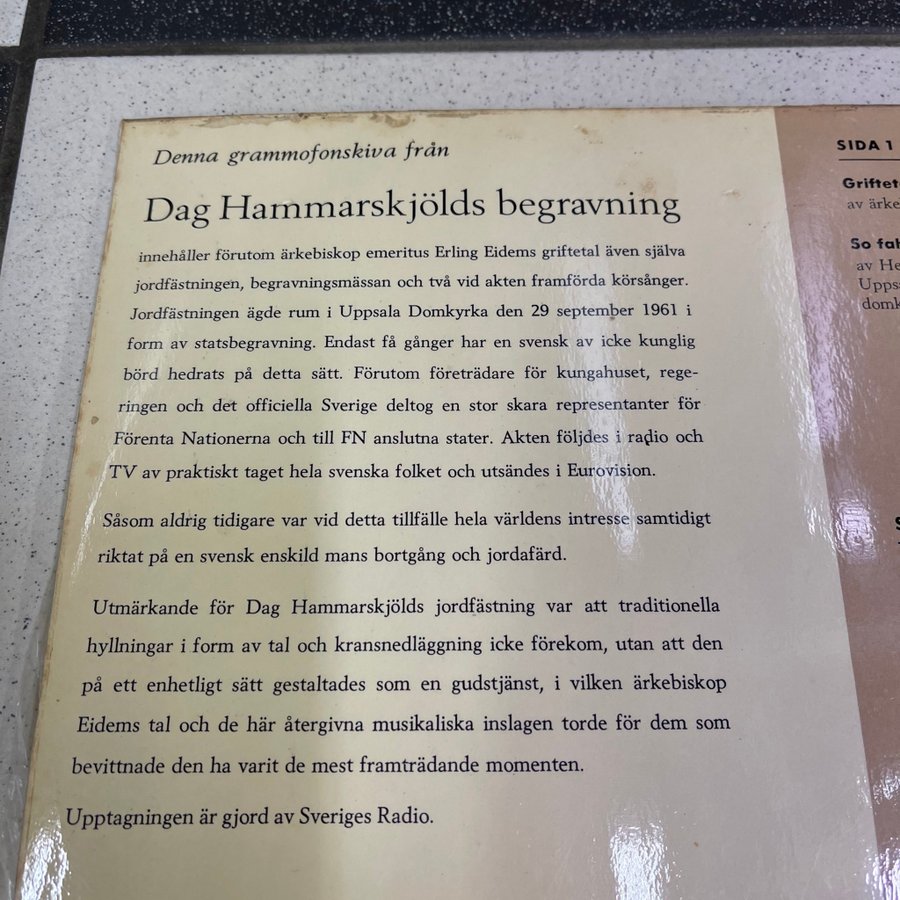 Denna grammofonskiva från
Dag Hammarskjölds begravning
innehåller förutom ärkebiskop emeritus Erling Eidems griftetal även själva
jordfästningen, begravningsmässan och två vid akten framförda körsånger.
Jordfästningen ägde rum i Uppsala Domkyrka den 29 september 1961 i
form av statsbegravning. Endast få gånger har en svensk av icke kunglig
börd hedrats på detta sätt. Förutom företrädare för kungahuset, rege-
ringen och det officiella Sverige deltog en stor skara representanter för
Förenta Nationerna och till FN anslutna stater. Akten följdes i radio och
TV av praktiskt taget hela svenska folket och utsändes i Eurovision.
Såsom aldrig tidigare var vid detta tillfälle hela världens intresse samtidigt
riktat på en svensk enskild mans bortgång och jordafärd.
Utmärkande för Dag Hammarskjölds jordfästning var att traditionella
hyllningar i form av tal och kransnedläggning icke förekom, utan att den
på ett enhetligt sätt gestaltades som en gudstjänst, i vilken ärkebiskop
Eidems tal och de här återgivna musikaliska inslagen torde för dem som
bevittnade den ha varit de mest framträdande momenten.
Upptagningen är gjord av Sveriges Radio.
SIDA 1
av
So
av